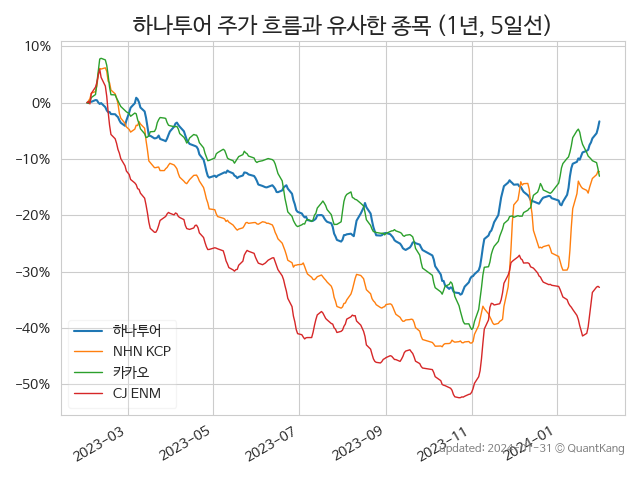 하나투어 주가 흐름과 유사한 종목 (1년, 5일선)
10%
0%
−10%
−20%
−30%
−40%
−50%
하나투어
NHN KCP
카카오
CJ ENM
2023-03
2023-05
2023-07
2023-09
2023-11
2024-01
updated: 2024-01-31 © QuantKang